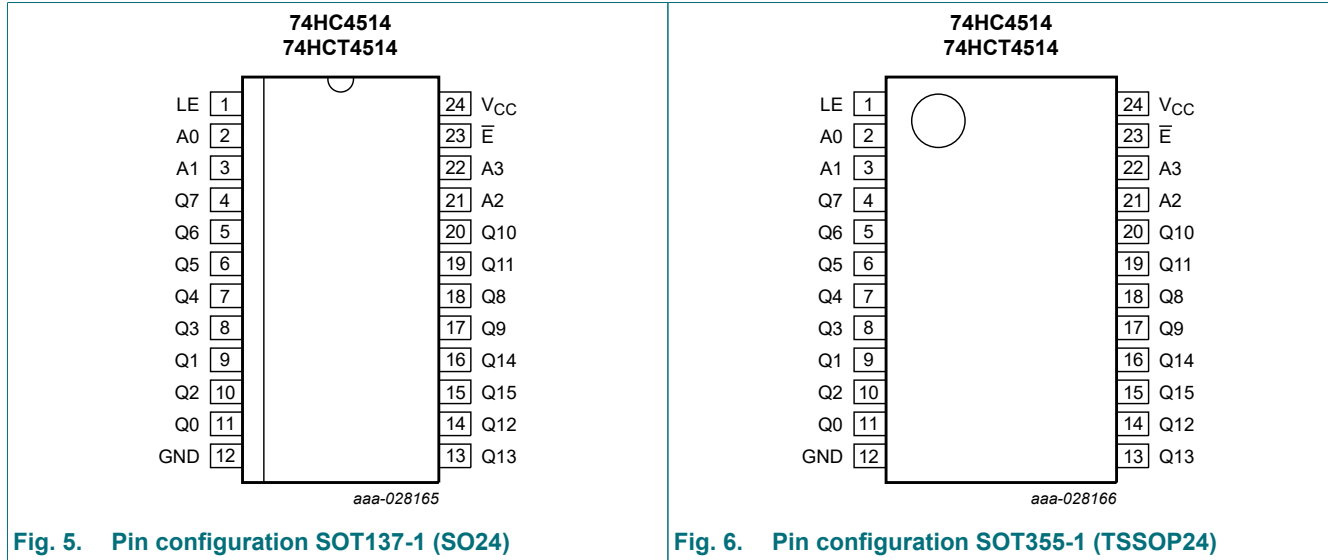 74HC4514
74HCT4514
LE 1 24 VCC
A0 2 23 E̅
A1 3 22 A3
Q7 4 21 A2
Q6 5 20 Q10
Q5 6 19 Q11
Q4 7 18 Q8
Q3 8 17 Q9
Q1 9 16 Q14
Q2 10 15 Q15
Q0 11 14 Q12
GND 12 13 Q13
aaa-028165
Fig. 5. Pin configuration SOT137-1 (SO24)
74HC4514
74HCT4514
LE 1 24 VCC
A0 2 23 E̅
A1 3 22 A3
Q7 4 21 A2
Q6 5 20 Q10
Q5 6 19 Q11
Q4 7 18 Q8
Q3 8 17 Q9
Q1 9 16 Q14
Q2 10 15 Q15
Q0 11 14 Q12
GND 12 13 Q13
aaa-028166
Fig. 6. Pin configuration SOT355-1 (TSSOP24)